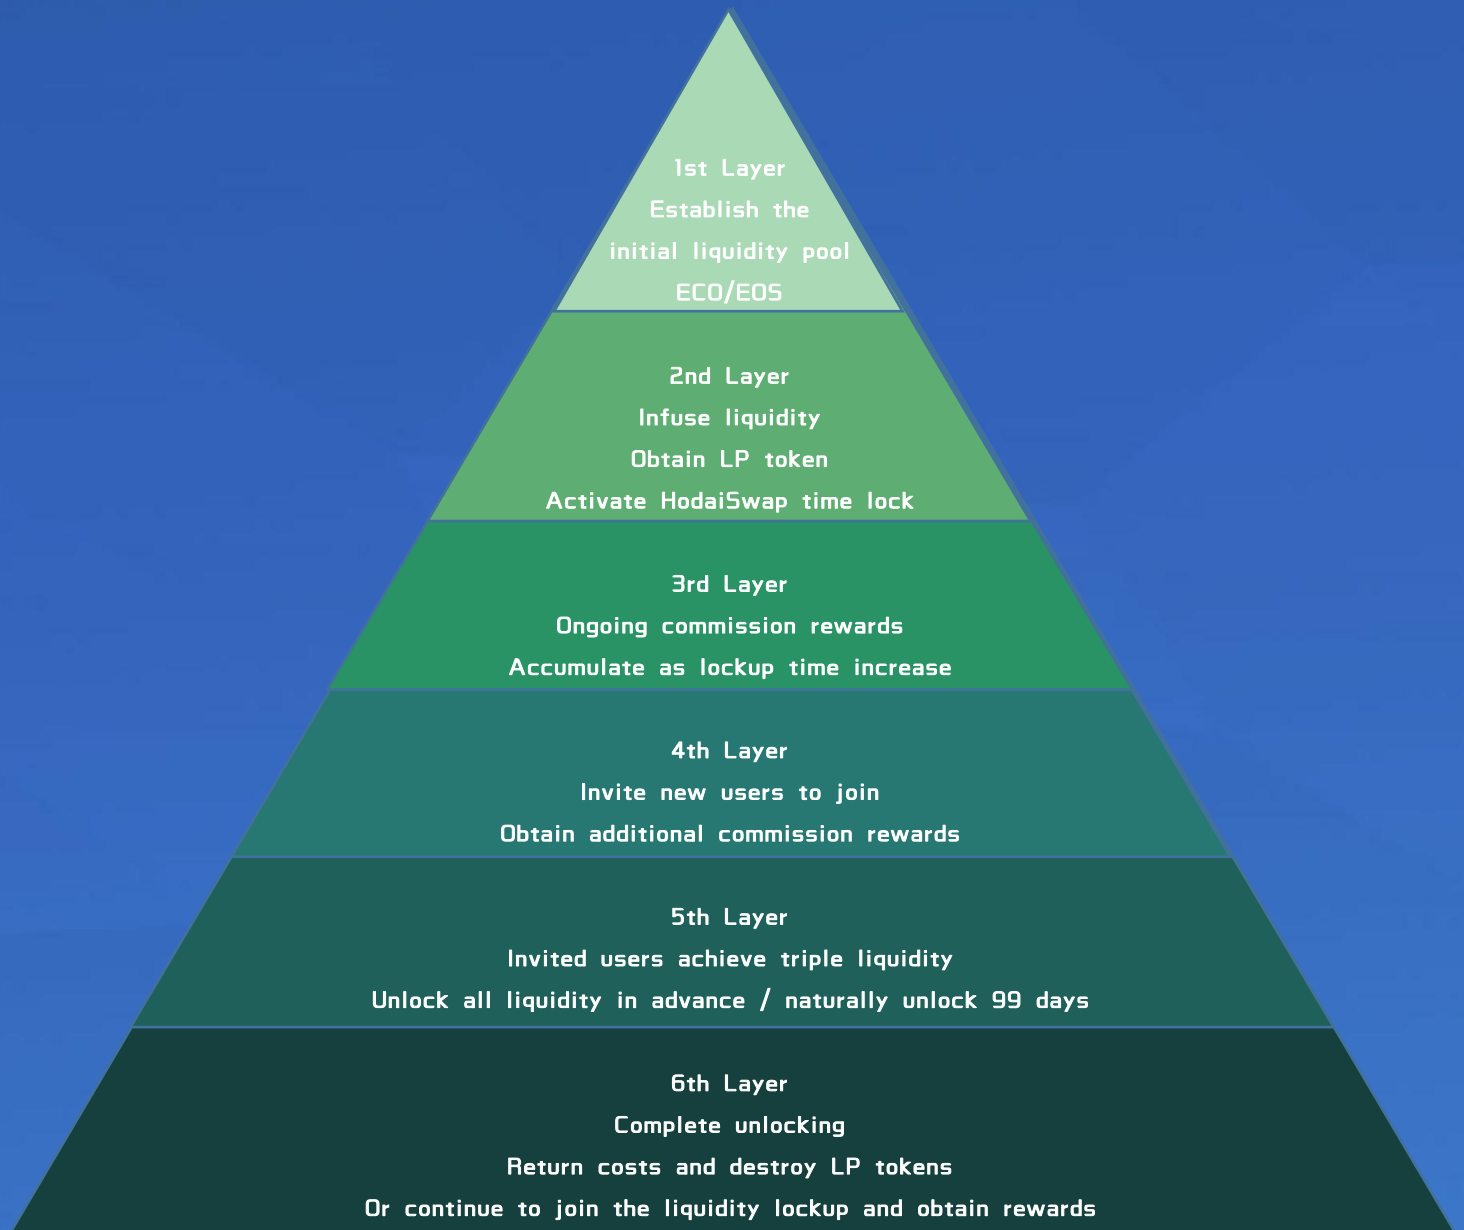 1st Layer
Establish the
initial liquidity pool
ECO/EOS
2nd Layer
Infuse liquidity
Obtain LP token
Activate HodaiSwap time lock
3rd Layer
Ongoing commission rewards
Accumulate as lockup time increase
4th Layer
Invite new users to join
Obtain additional commission rewards
5th Layer
Invited users achieve triple liquidity
Unlock all liquidity in advance / naturally unlock 99 days
6th Layer
Complete unlocking
Return costs and destroy LP tokens
Or continue to join the liquidity lockup and obtain rewards